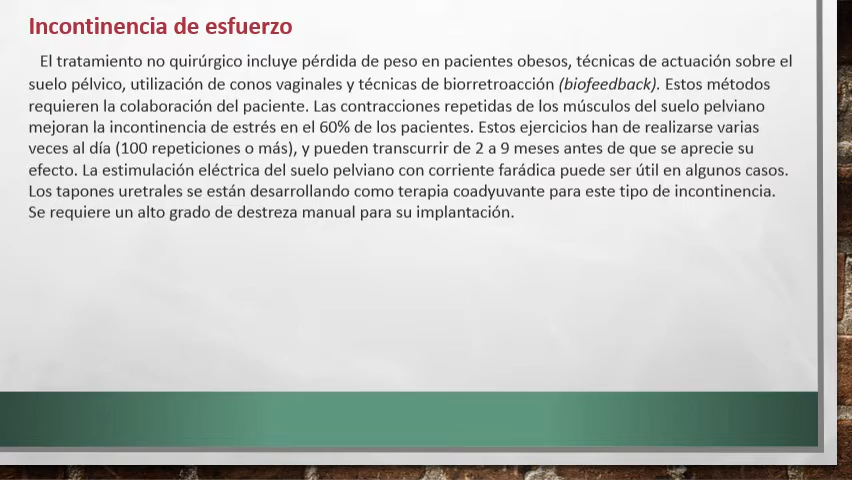 Incontinencia de esfuerzo
El tratamiento no quirúrgico incluye pérdida de peso en pacientes obesos, técnicas de actuación sobre el
suelo pélvico, utilización de conos vaginales y técnicas de biorretroacción (biofeedback). Estos métodos
requieren la colaboración del paciente. Las contracciones repetidas de los músculos del suelo pelviano
mejoran la incontinencia de estrés en el 60% de los pacientes. Estos ejercicios han de realizarse varias
veces al día (100 repeticiones o más), y pueden transcurrir de 2 a 9 meses antes de que se aprecie su
efecto. La estimulación eléctrica del suelo pelviano con corriente farádica puede ser útil en algunos casos.
Los tapones uretrales se están desarrollando como terapia coadyuvante para este tipo de incontinencia.
Se requiere un alto grado de destreza manual para su implantación.